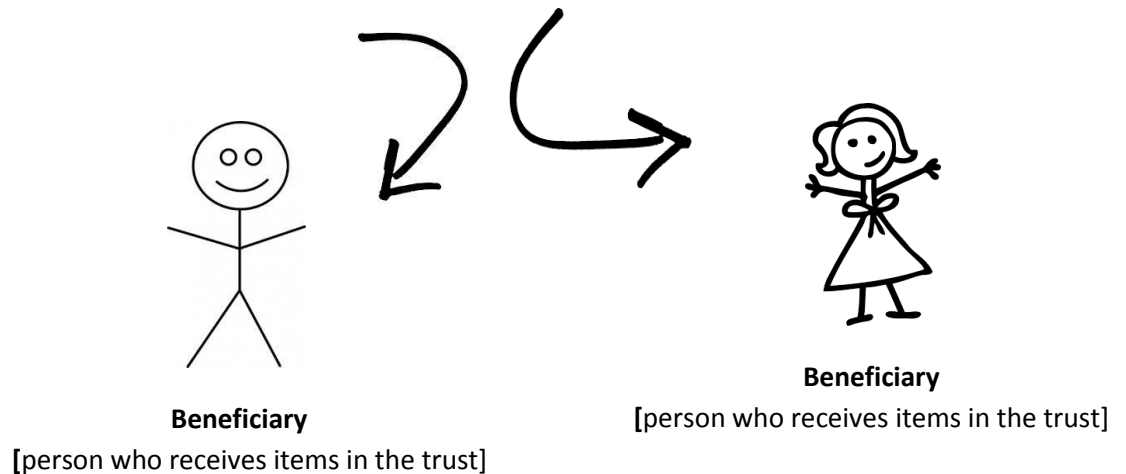 Beneficiary
[person who receives items in the trust]
Beneficiary
[person who receives items in the trust]